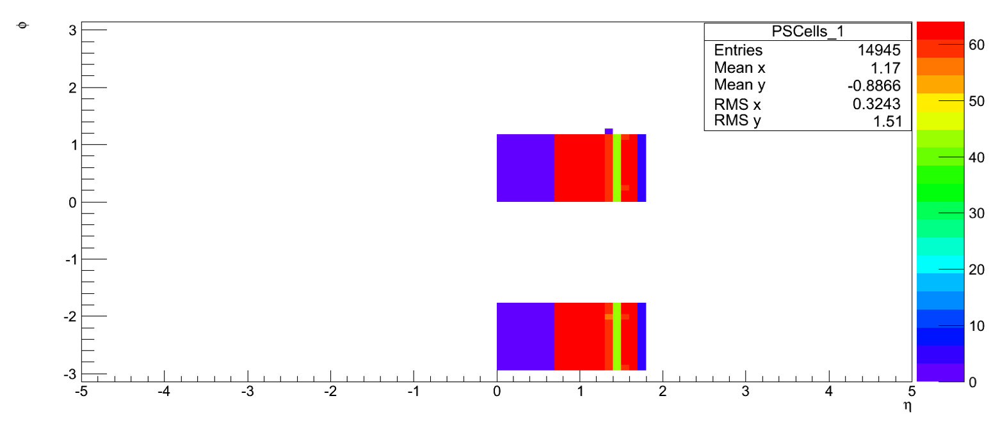 ϕ
3
2
1
0
-1
-2
-3
-5 -4 -3 -2 -1 0 1 2 3 4 5
η
PSCells_1
Entries 14945
Mean x 1.17
Mean y -0.8866
RMS x 0.3243
RMS y 1.51
60
50
40
30
20
10
0